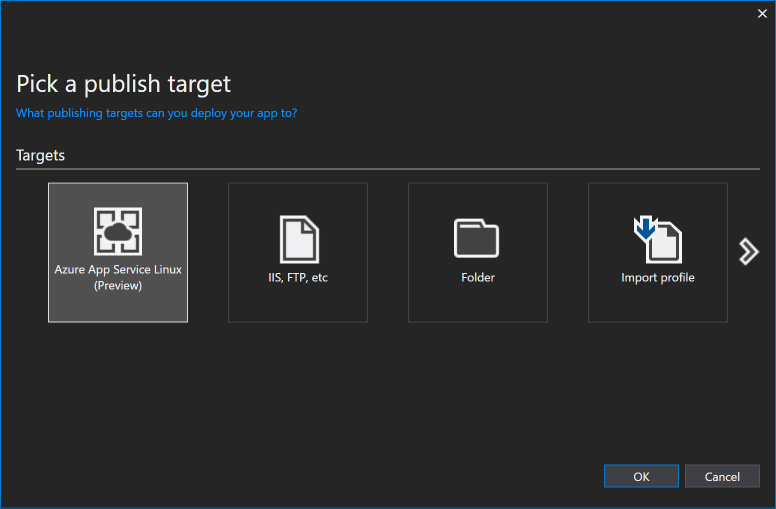 Pick a publish target
What publishing targets can you deploy your app to?
Targets
Azure App Service Linux
(Preview)
IIS, FTP, etc
Folder
Import profile
OK
Cancel